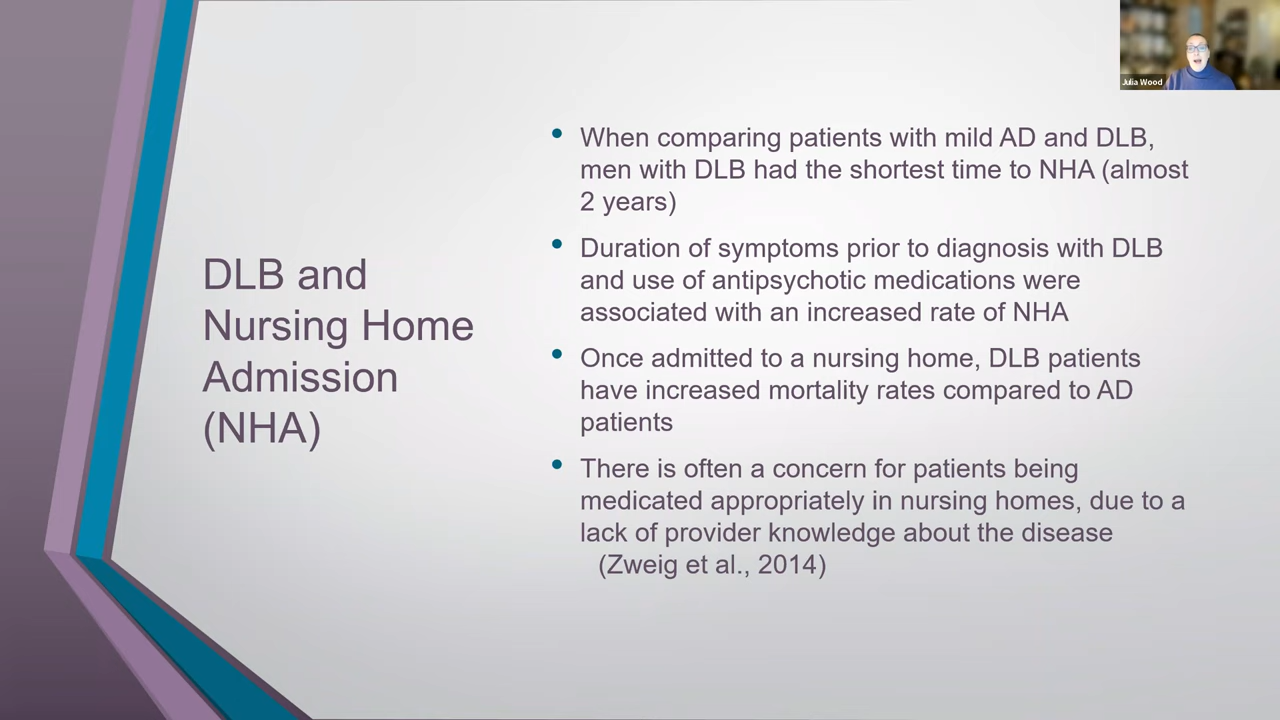 Julia Wood
DLB and
Nursing Home
Admission
(NHA)
• When comparing patients with mild AD and DLB,
men with DLB had the shortest time to NHA (almost
2 years)
• Duration of symptoms prior to diagnosis with DLB
and use of antipsychotic medications were
associated with an increased rate of NHA
• Once admitted to a nursing home, DLB patients
have increased mortality rates compared to AD
patients
• There is often a concern for patients being
medicated appropriately in nursing homes, due to a
lack of provider knowledge about the disease
(Zweig et al., 2014)